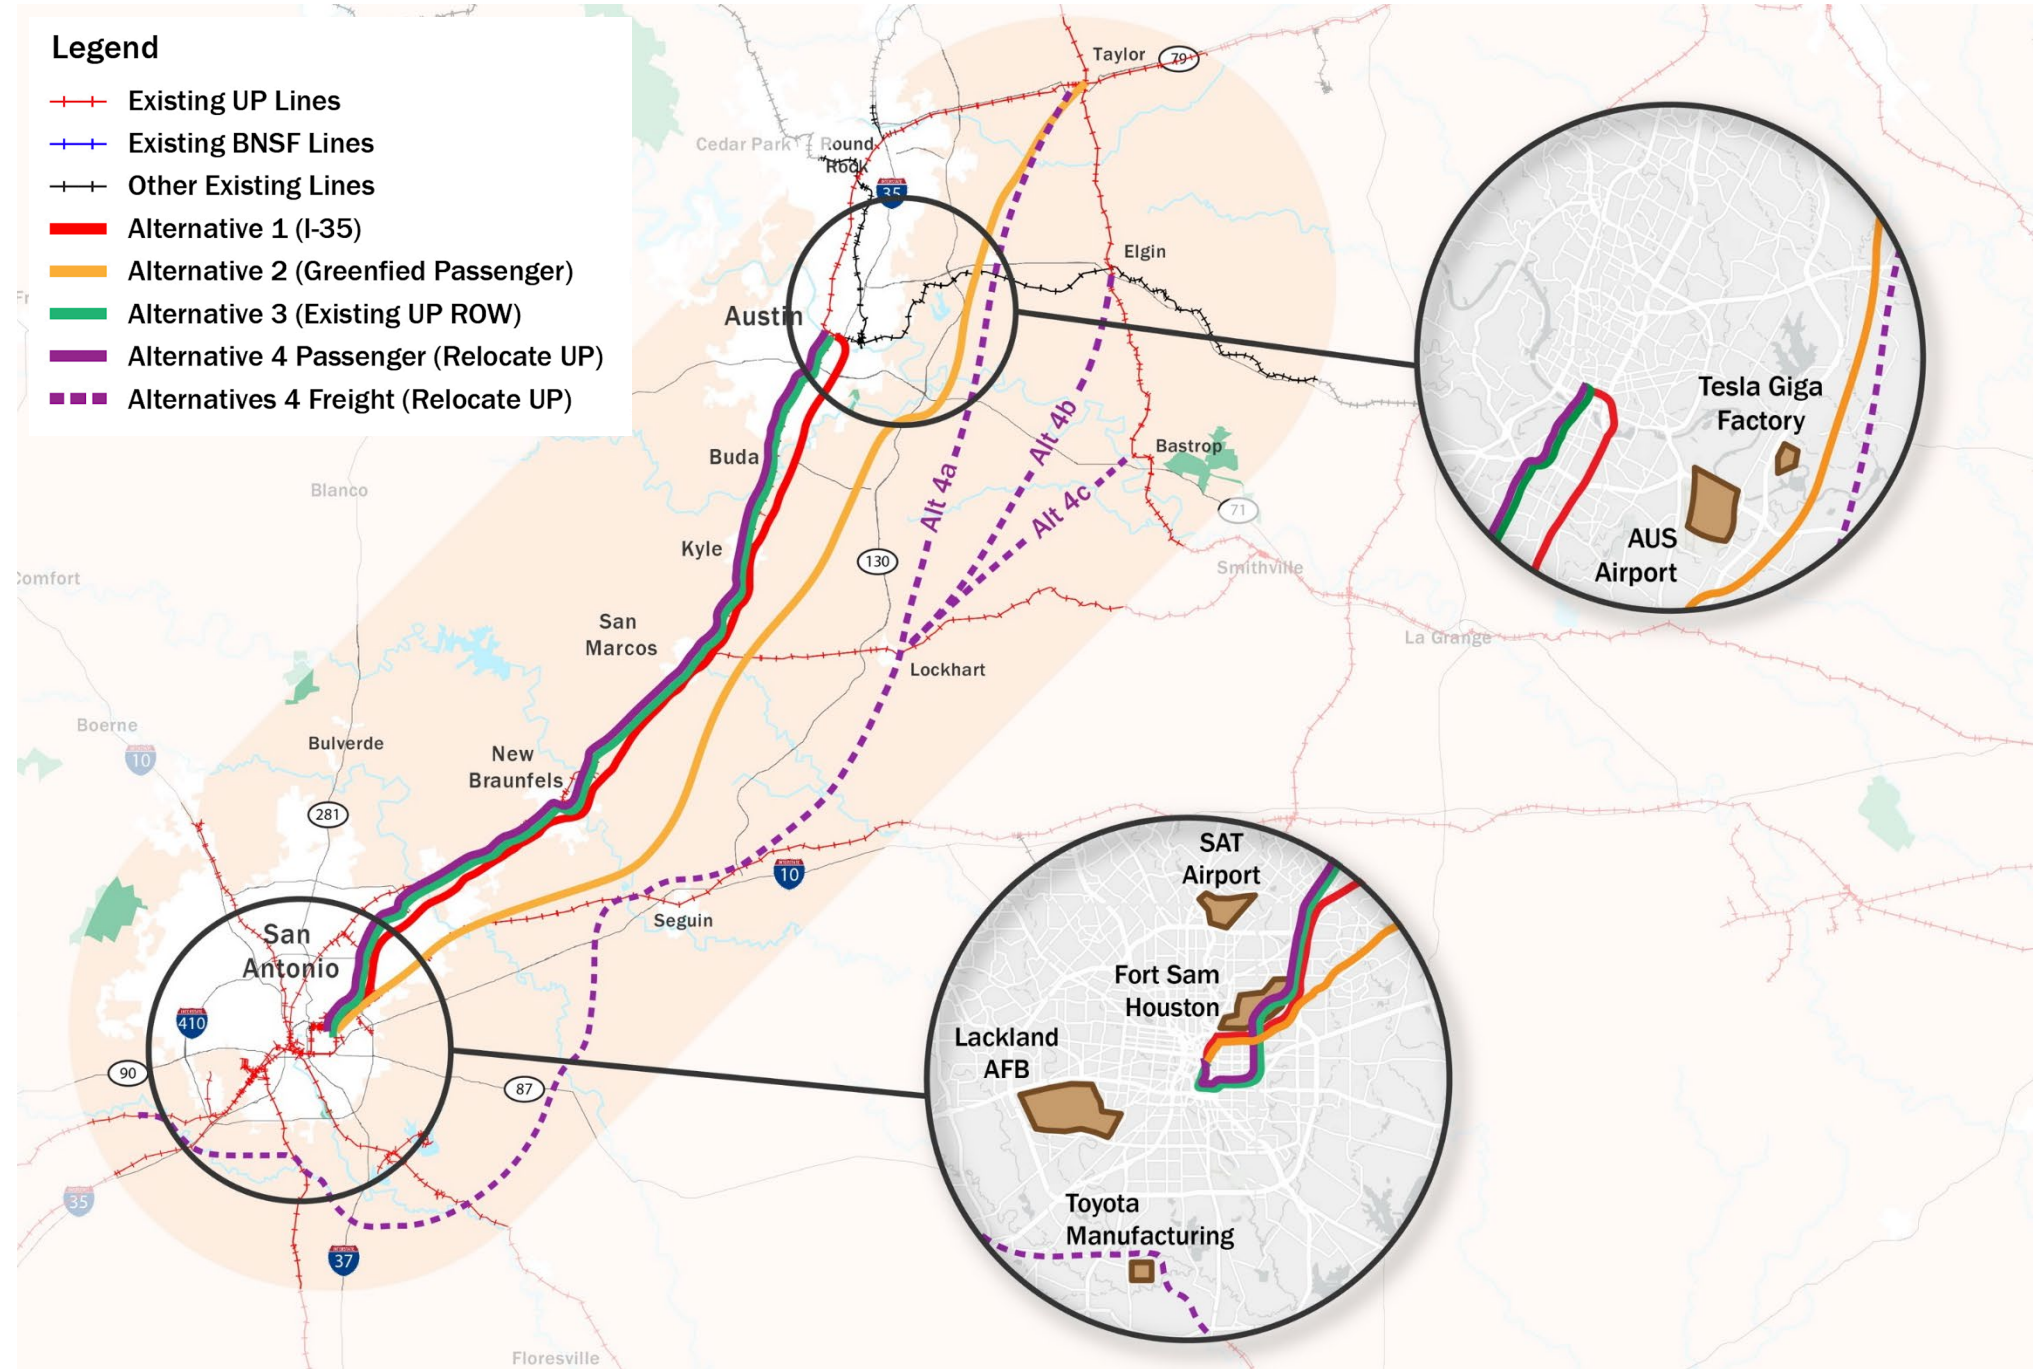 Legend
Existing UP Lines
Existing BNSF Lines
Other Existing Lines
Alternative 1 (I-35)
Alternative 2 (Greenfied Passenger)
Alternative 3 (Existing UP ROW)
Alternative 4 Passenger (Relocate UP)
Alternatives 4 Freight (Relocate UP)
Taylor
79
Cedar Park
Round
Rock
35
Elgin
Austin
Buda
Bastrop
Alt 4a
Alt 4b
Alt 4c
71
Blanco
Kyle
130
Smithville
Comfort
San
Marcos
La Grange
Lockhart
Boerne
10
Bulverde
New
Braunfels
281
10
Seguin
San
Antonio
410
90
87
35
37
Floresville
Tesla Giga
Factory
AUS
Airport
SAT
Airport
Fort Sam
Houston
Lackland
AFB
Toyota
Manufacturing